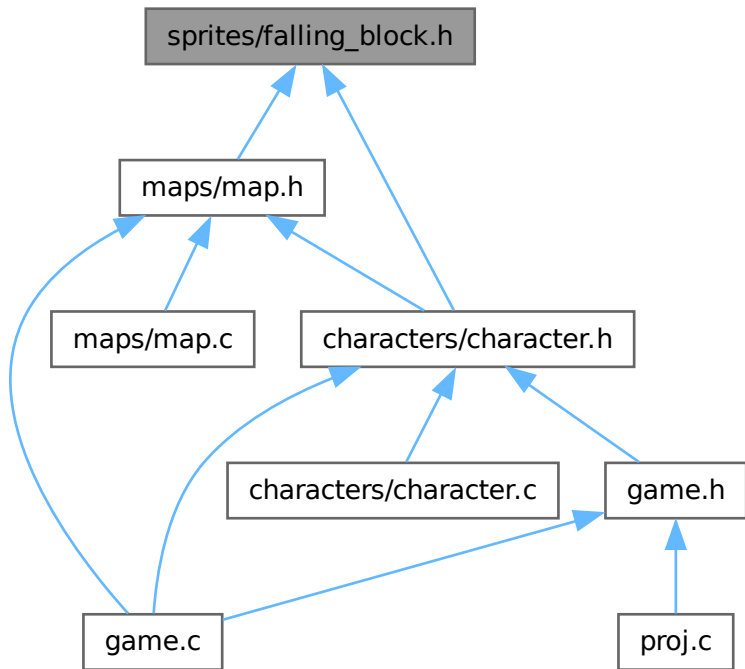 sprites/falling_block.h
maps/map.h
maps/map.c
characters/character.h
characters/character.c
game.h
game.c
proj.c